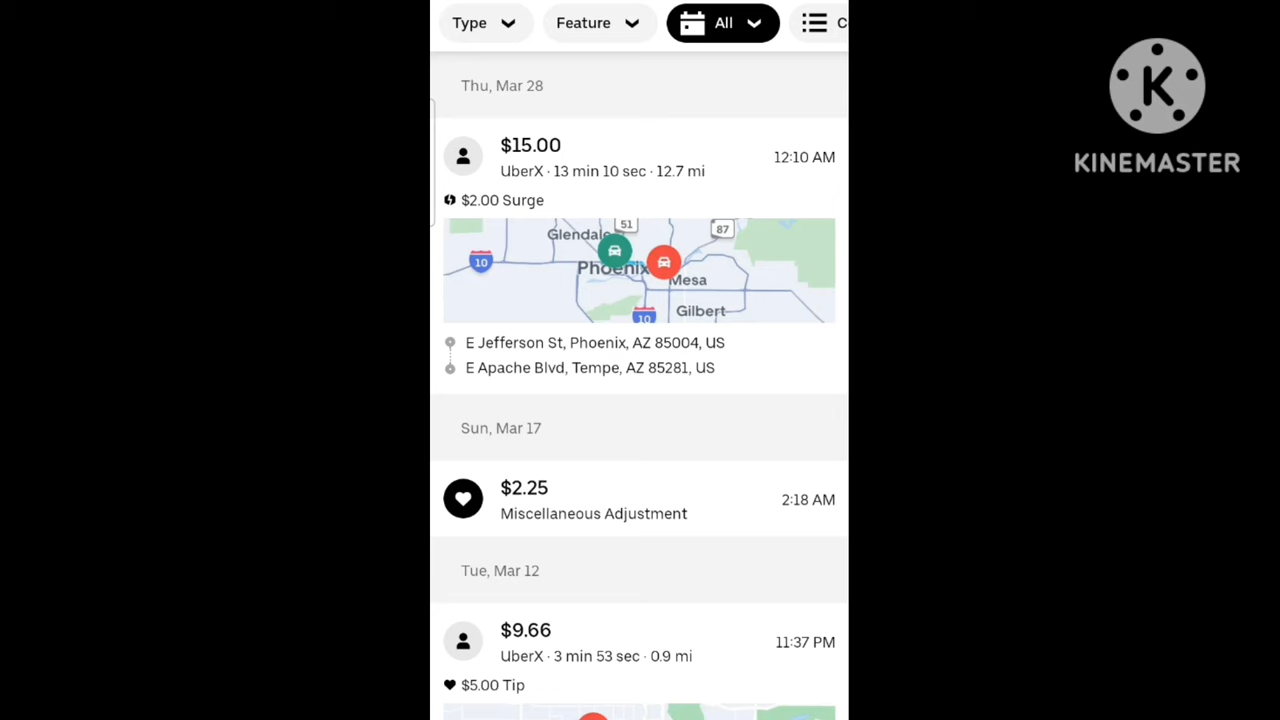 Type
Feature
All
C
K
KINEMASTER
Thu, Mar 28
$15.00
UberX · 13 min 10 sec · 12.7 mi
12:10 AM
$2.00 Surge
51
87
Glendale
10
Phoenix
Mesa
Gilbert
10
E Jefferson St, Phoenix, AZ 85004, US
E Apache Blvd, Tempe, AZ 85281, US
Sun, Mar 17
$2.25
Miscellaneous Adjustment
2:18 AM
Tue, Mar 12
$9.66
UberX · 3 min 53 sec · 0.9 mi
11:37 PM
$5.00 Tip